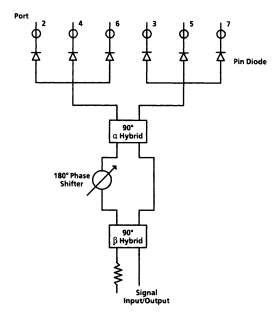 Port
2 4 6 3 5 7
Pin Diode
90°
α Hybrid
180° Phase
Shifter
90°
β Hybrid
Signal
Input/Output